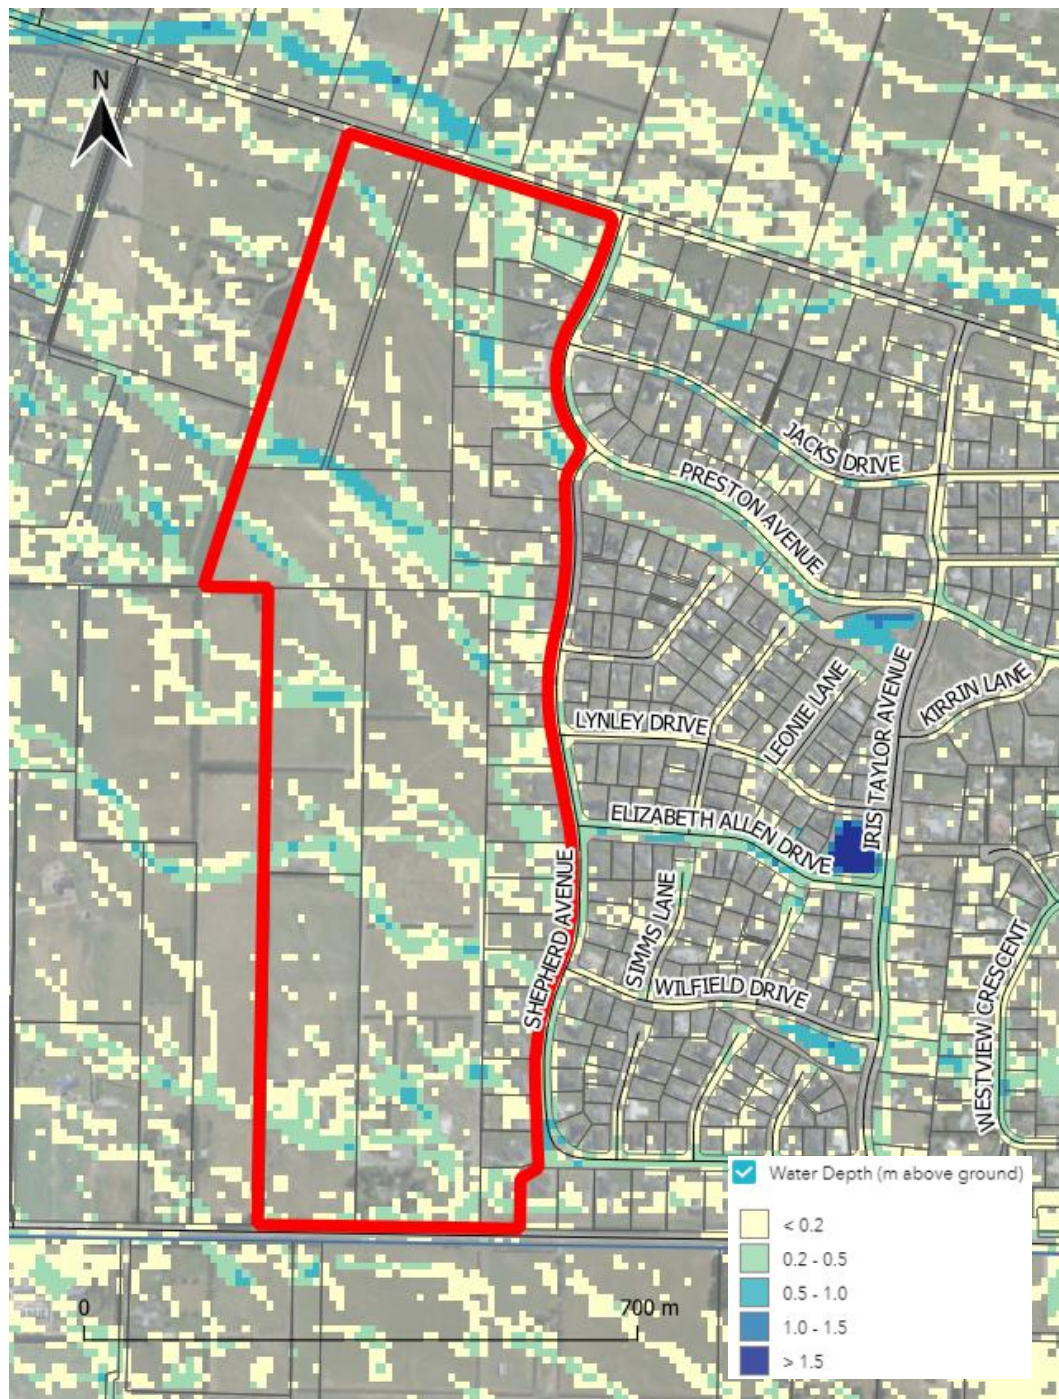 N
JACKS DRIVE
PRESTON AVENUE
LYNLEY DRIVE
LEONIE LANE
IRIS TAYLOR AVENUE
KIRRIN LANE
ELIZABETH ALLEN DRIVE
SHEPHERD AVENUE
SIMMS LANE
WILFIELD DRIVE
WESTVIEW CRESCENT
Water Depth (m above ground)
< 0.2
0.2 - 0.5
0.5 - 1.0
1.0 - 1.5
> 1.5
0
700 m